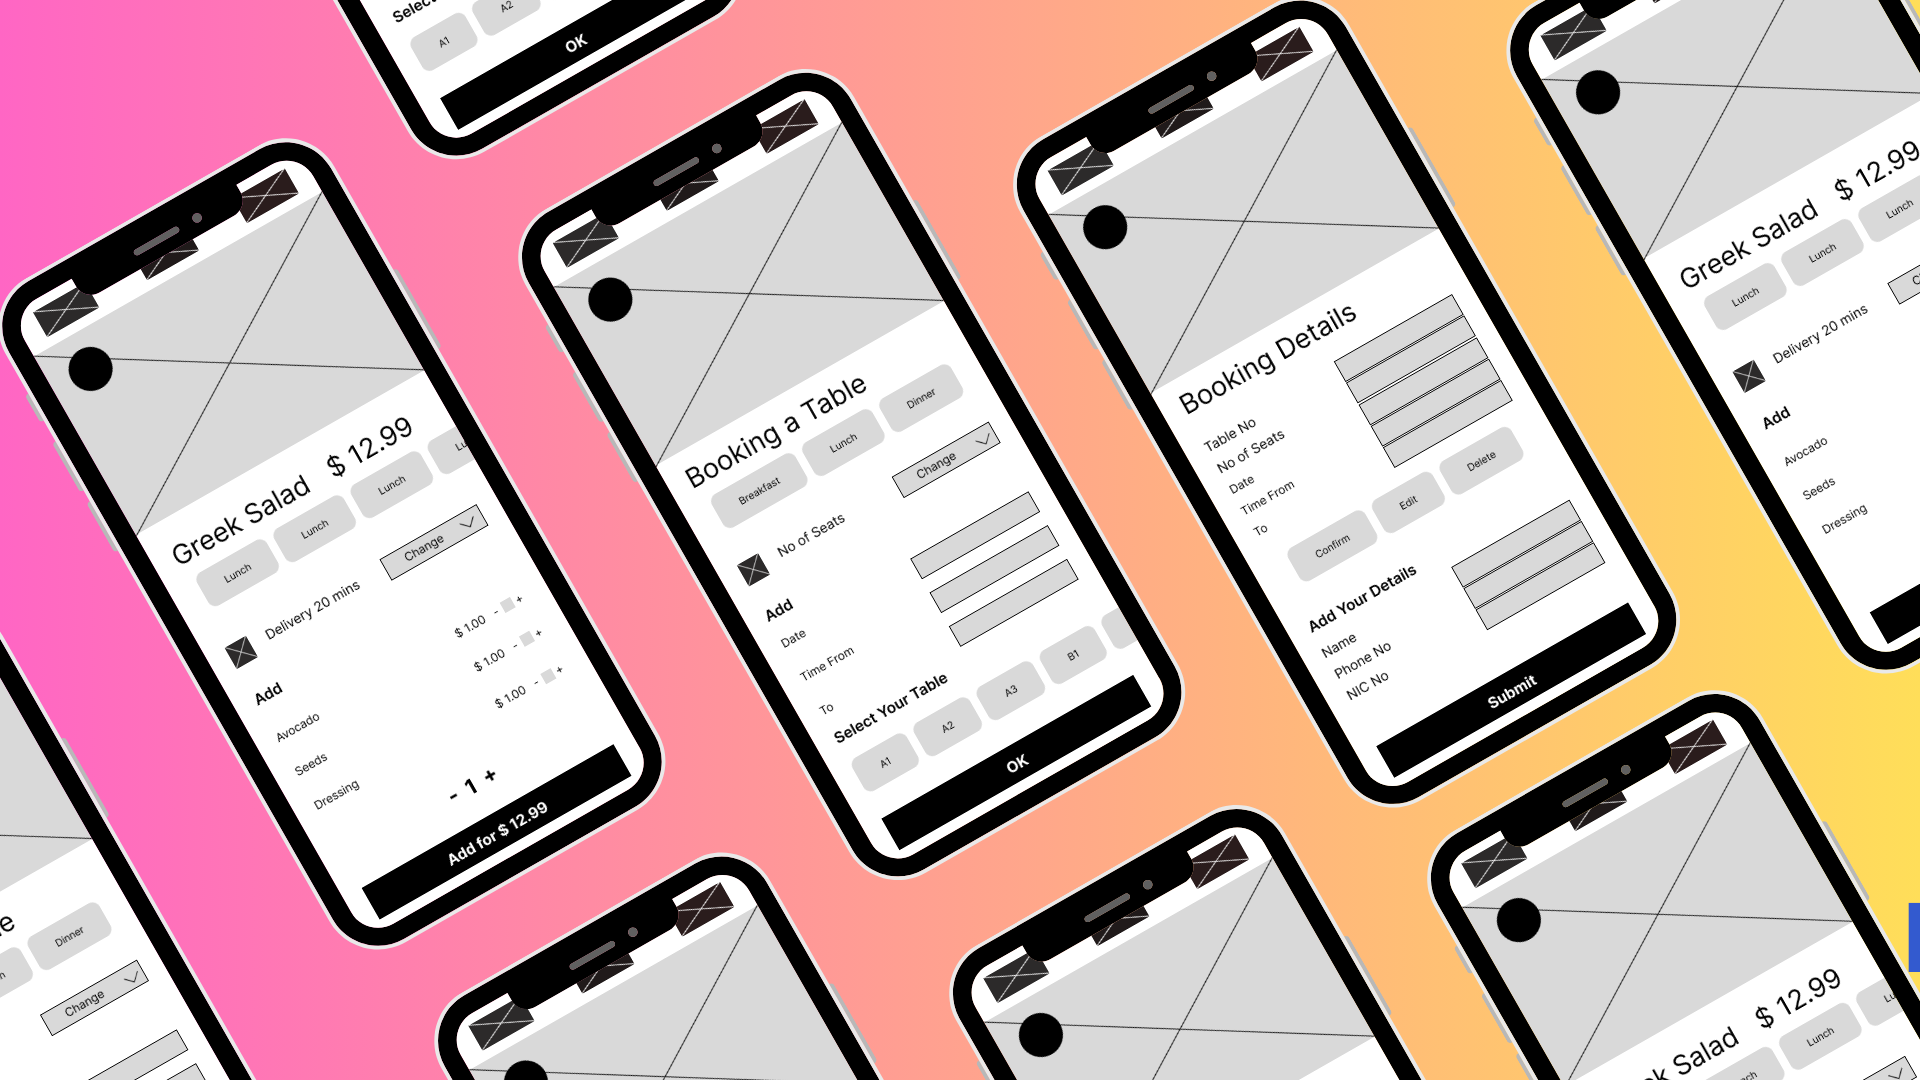 Select
A1
A2
OK
Greek Salad $ 12.99
Lunch
Lunch
Lunch
Delivery 20 mins
Change
Add
Avocado
$ 1.00 - +
Seeds
$ 1.00 - +
Dressing
$ 1.00 - +
- 1 +
Add for $ 12.99
Booking a Table
Breakfast
Lunch
Dinner
No of Seats
Change
Add
Date
Time From
To
Select Your Table
A1
A2
A3
B1
OK
Booking Details
Table No
No of Seats
Date
Time From
To
Confirm
Edit
Delete
Add Your Details
Name
Phone No
NIC No
Submit
Greek Salad $ 12.99
Lunch
Lunch
Lunch
Delivery 20 mins
Add
Avocado
Seeds
Dressing
Dinner
Change
Salad $ 12.99
Lunch